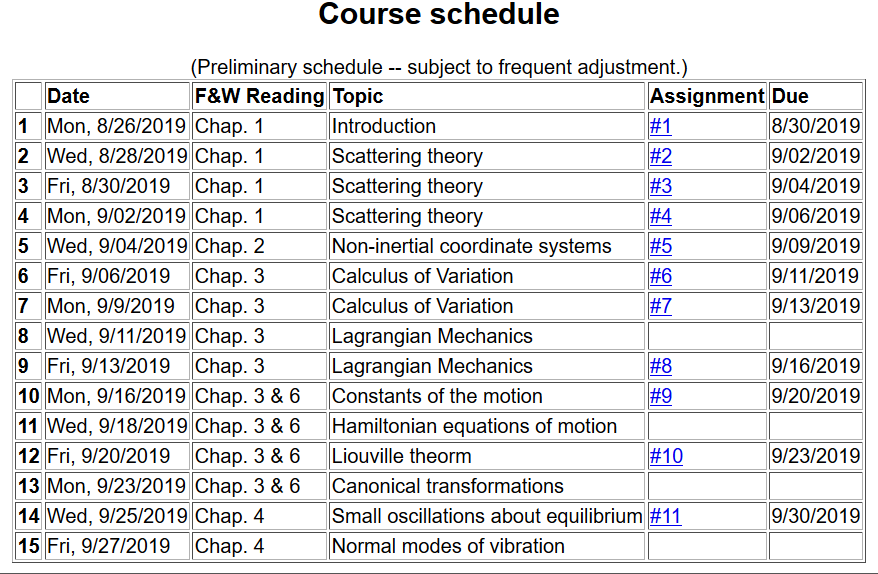 Course schedule
(Preliminary schedule -- subject to frequent adjustment.)
Date F&W Reading Topic Assignment Due
1 Mon, 8/26/2019 Chap. 1 Introduction #1 8/30/2019
2 Wed, 8/28/2019 Chap. 1 Scattering theory #2 9/02/2019
3 Fri, 8/30/2019 Chap. 1 Scattering theory #3 9/04/2019
4 Mon, 9/02/2019 Chap. 1 Scattering theory #4 9/06/2019
5 Wed, 9/04/2019 Chap. 2 Non-inertial coordinate systems #5 9/09/2019
6 Fri, 9/06/2019 Chap. 3 Calculus of Variation #6 9/11/2019
7 Mon, 9/9/2019 Chap. 3 Calculus of Variation #7 9/13/2019
8 Wed, 9/11/2019 Chap. 3 Lagrangian Mechanics
9 Fri, 9/13/2019 Chap. 3 Lagrangian Mechanics #8 9/16/2019
10 Mon, 9/16/2019 Chap. 3 & 6 Constants of the motion #9 9/20/2019
11 Wed, 9/18/2019 Chap. 3 & 6 Hamiltonian equations of motion
12 Fri, 9/20/2019 Chap. 3 & 6 Liouville theorm #10 9/23/2019
13 Mon, 9/23/2019 Chap. 3 & 6 Canonical transformations
14 Wed, 9/25/2019 Chap. 4 Small oscillations about equilibrium #11 9/30/2019
15 Fri, 9/27/2019 Chap. 4 Normal modes of vibration